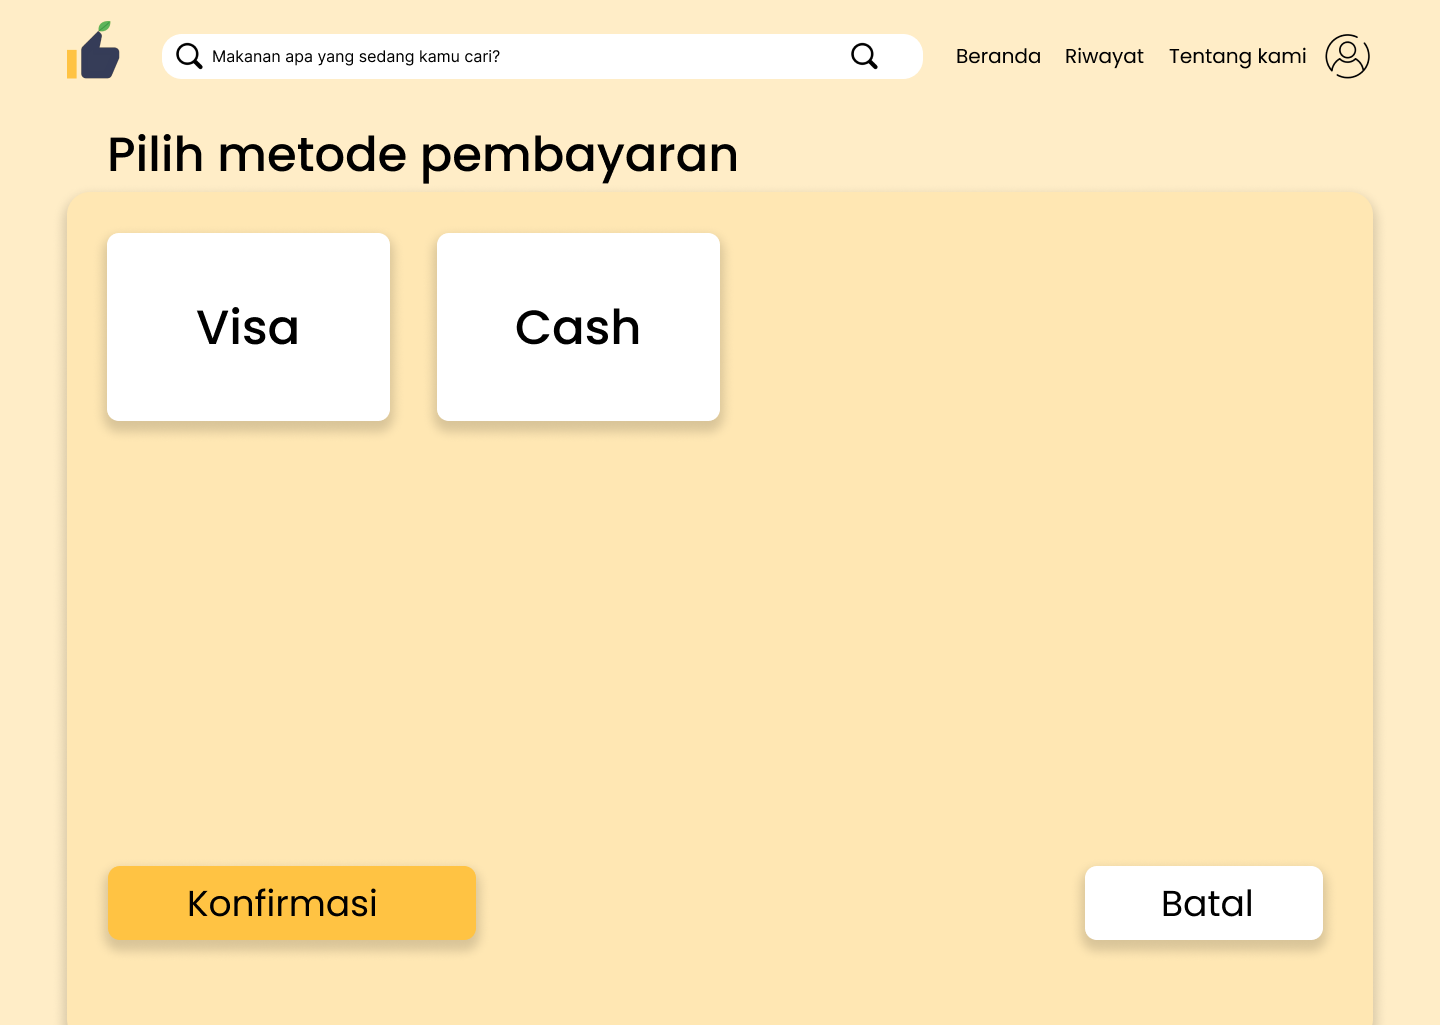 Makanan apa yang sedang kamu cari?
Beranda
Riwayat
Tentang kami
Pilih metode pembayaran
Visa
Cash
Konfirmasi
Batal